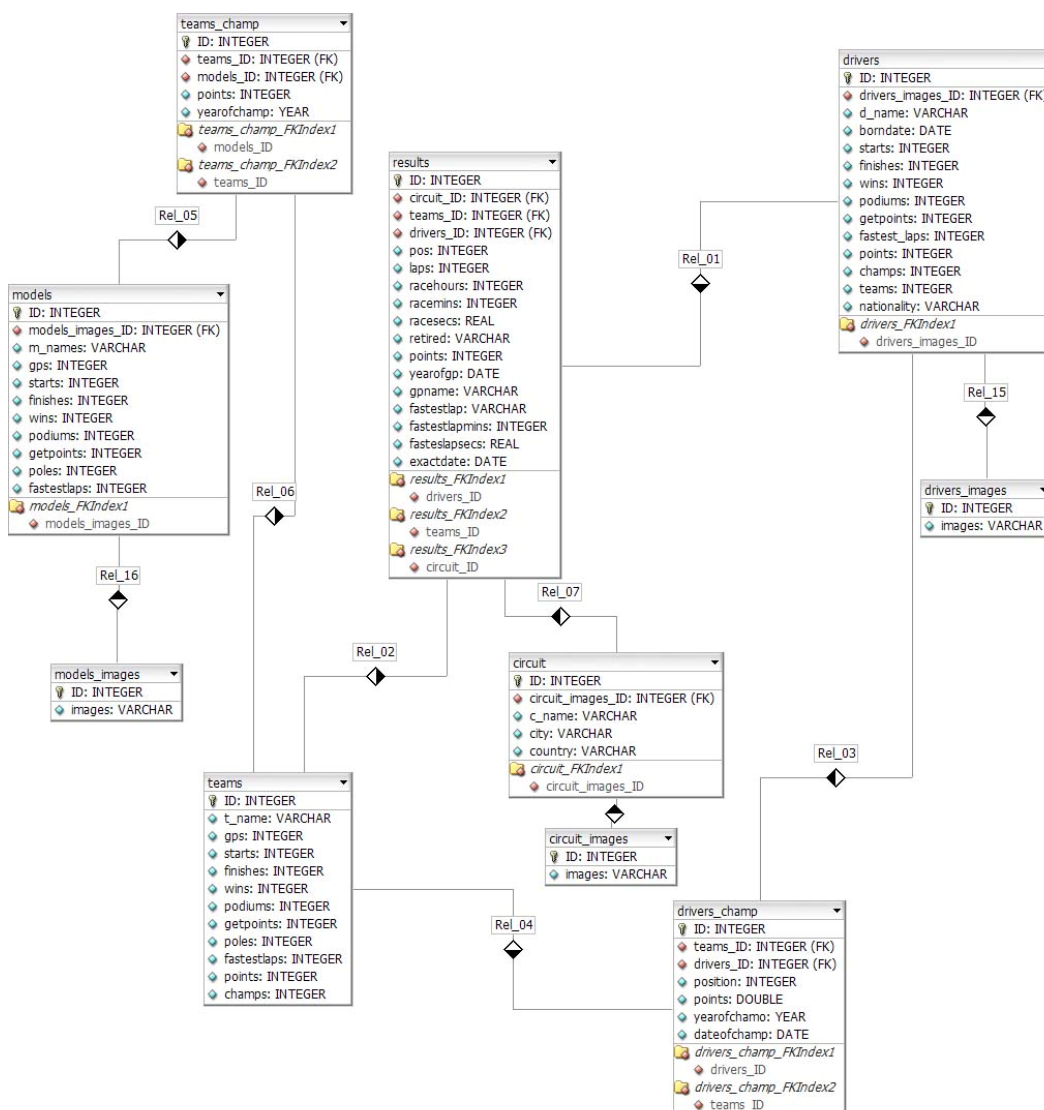 teams_champ
ID: INTEGER
teams_ID: INTEGER (FK)
models_ID: INTEGER (FK)
points: INTEGER
yearofchamp: YEAR
teams_champ_FKIndex1
models_ID
teams_champ_FKIndex2
teams_ID
drivers
ID: INTEGER
drivers_images_ID: INTEGER (FK)
d_name: VARCHAR
borndate: DATE
starts: INTEGER
finishes: INTEGER
wins: INTEGER
podiums: INTEGER
getpoints: INTEGER
fastest_laps: INTEGER
points: INTEGER
champs: INTEGER
teams: INTEGER
nationality: VARCHAR
drivers_FKIndex1
drivers_images_ID
results
ID: INTEGER
circuit_ID: INTEGER (FK)
teams_ID: INTEGER (FK)
drivers_ID: INTEGER (FK)
pos: INTEGER
laps: INTEGER
racehours: INTEGER
racemins: INTEGER
racesecs: REAL
retired: VARCHAR
points: INTEGER
yearofgp: DATE
gpname: VARCHAR
fastestlap: VARCHAR
fastestlapmins: INTEGER
fasteslapsecs: REAL
exactdate: DATE
results_FKIndex1
drivers_ID
results_FKIndex2
teams_ID
results_FKIndex3
circuit_ID
Rel_05
Rel_01
models
ID: INTEGER
models_images_ID: INTEGER (FK)
m_names: VARCHAR
gps: INTEGER
starts: INTEGER
finishes: INTEGER
wins: INTEGER
podiums: INTEGER
getpoints: INTEGER
poles: INTEGER
fastestlaps: INTEGER
models_FKIndex1
models_images_ID
Rel_15
Rel_06
drivers_images
ID: INTEGER
images: VARCHAR
Rel_16
Rel_07
Rel_02
models_images
ID: INTEGER
images: VARCHAR
circuit
ID: INTEGER
circuit_images_ID: INTEGER (FK)
c_name: VARCHAR
city: VARCHAR
country: VARCHAR
circuit_FKIndex1
circuit_images_ID
Rel_03
teams
ID: INTEGER
t_name: VARCHAR
gps: INTEGER
starts: INTEGER
finishes: INTEGER
wins: INTEGER
podiums: INTEGER
getpoints: INTEGER
poles: INTEGER
fastestlaps: INTEGER
points: INTEGER
champs: INTEGER
circuit_images
ID: INTEGER
images: VARCHAR
Rel_04
drivers_champ
ID: INTEGER
teams_ID: INTEGER (FK)
drivers_ID: INTEGER (FK)
position: INTEGER
points: DOUBLE
yearofchamo: YEAR
dateofchamp: DATE
drivers_champ_FKIndex1
drivers_ID
drivers_champ_FKIndex2
teams_ID